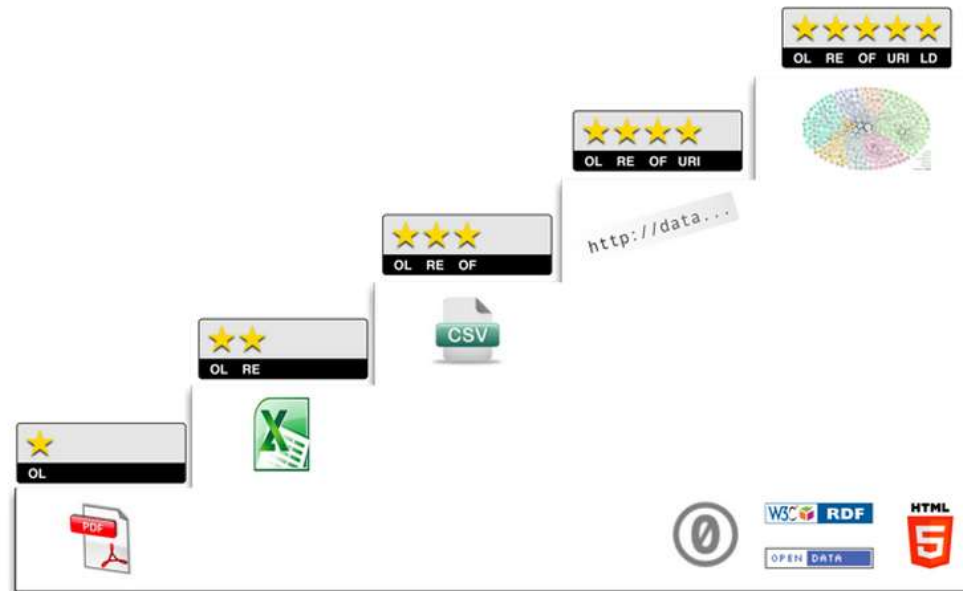 OL RE OF URI LD
OL RE OF URI
http://data...
OL RE OF
CSV
OL RE
X
OL
PDF
0
W3C RDF
OPEN DATA
HTML
5